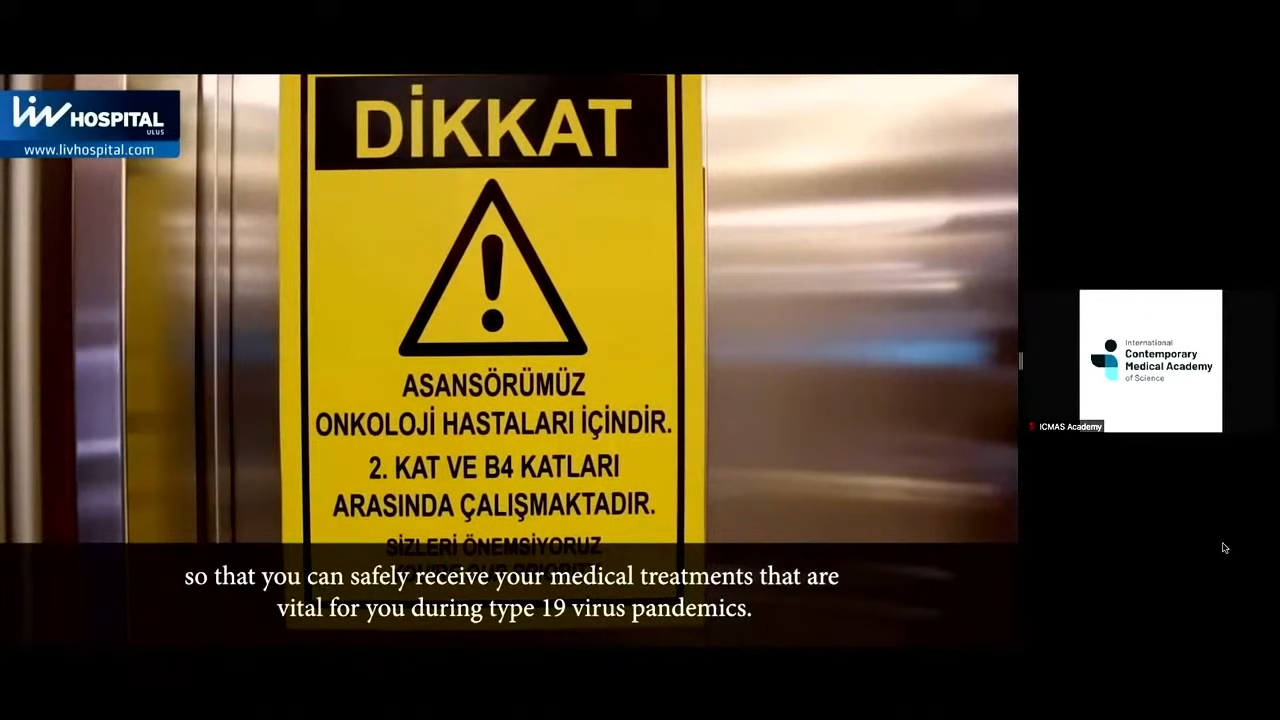 Liv HOSPITAL
ULUS
www.livhospital.com
DİKKAT
!
ASANSÖRÜMÜZ
ONKOLOJİ HASTALARI İÇİNDİR.
2. KAT VE B4 KATLARI
ARASINDA ÇALIŞMAKTADIR.
SİZLERİ ÖNEMSİYORUZ
so that you can safely receive your medical treatments that are
vital for you during type 19 virus pandemics.
International
Contemporary
Medical Academy
of Science
ICMAS Academy